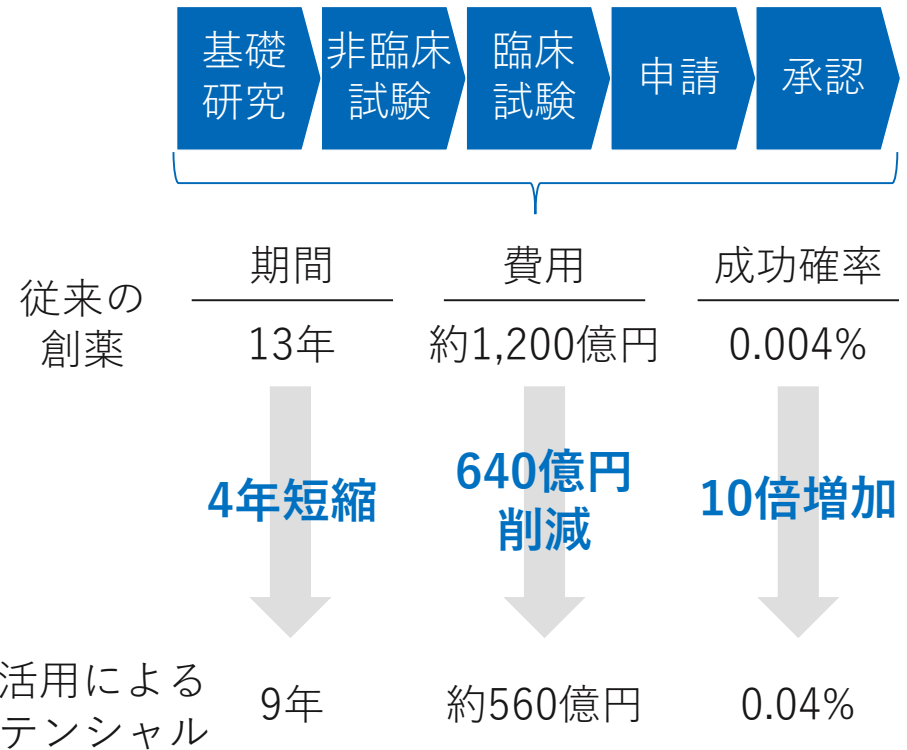 基礎
研究
非臨床
試験
臨床
試験
申請
承認
期間
費用
成功確率
従来の
創薬
13年
約1,200億円
0.004%
4年短縮
640億円
削減
10倍増加
活用による
テンシャル
9年
約560億円
0.04%